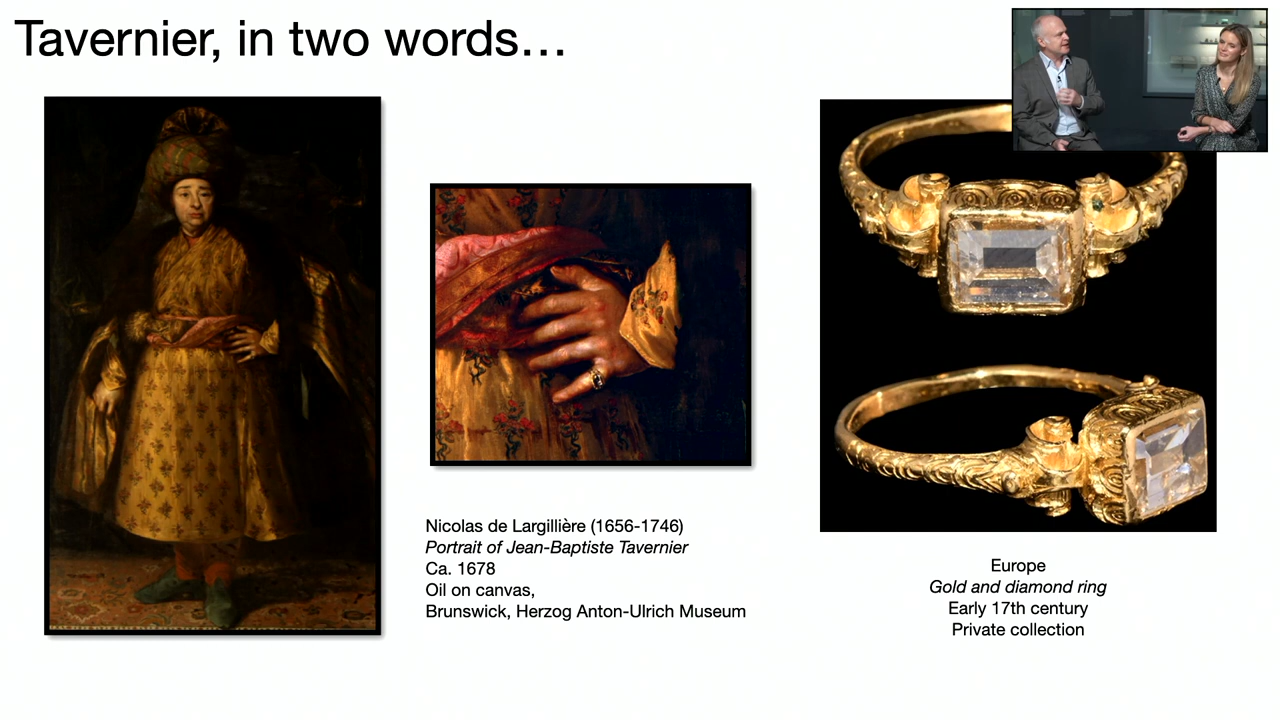 Tavernier, in two words…
Nicolas de Largillière (1656-1746)
Portrait of Jean-Baptiste Tavernier
Ca. 1678
Oil on canvas,
Brunswick, Herzog Anton-Ulrich Museum
Europe
Gold and diamond ring
Early 17th century
Private collection